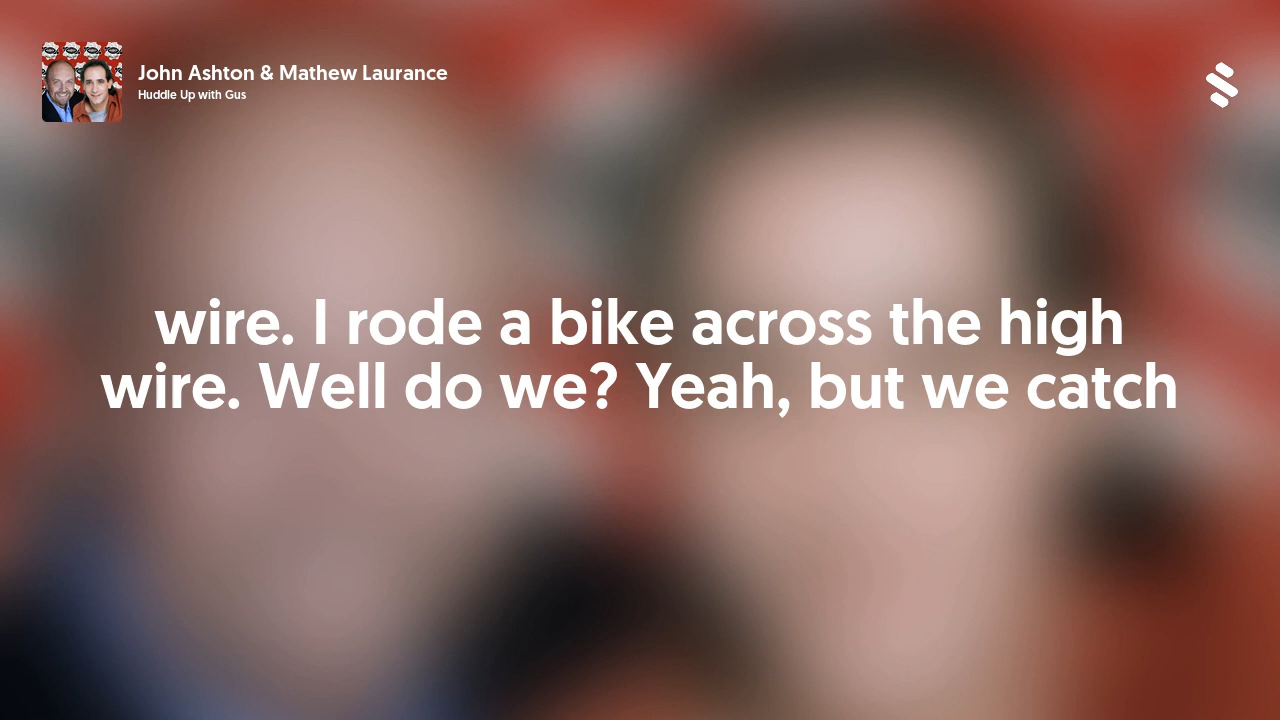 John Ashton & Mathew Laurance
Huddle Up with Gus
wire. I rode a bike across the high
wire. Well do we? Yeah, but we catch